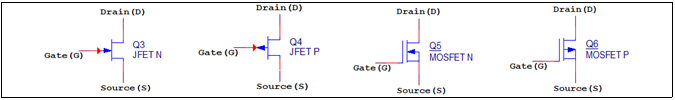 Drain(D)
Q3
JFET N
Gate(G)
Source(S)
Drain(D)
Q4
JFET P
Gate(G)
Source(S)
Drain(D)
Q5
MOSFET N
Gate(G)
Source(S)
Drain(D)
Q6
MOSFET P
Gate(G)
Source(S)